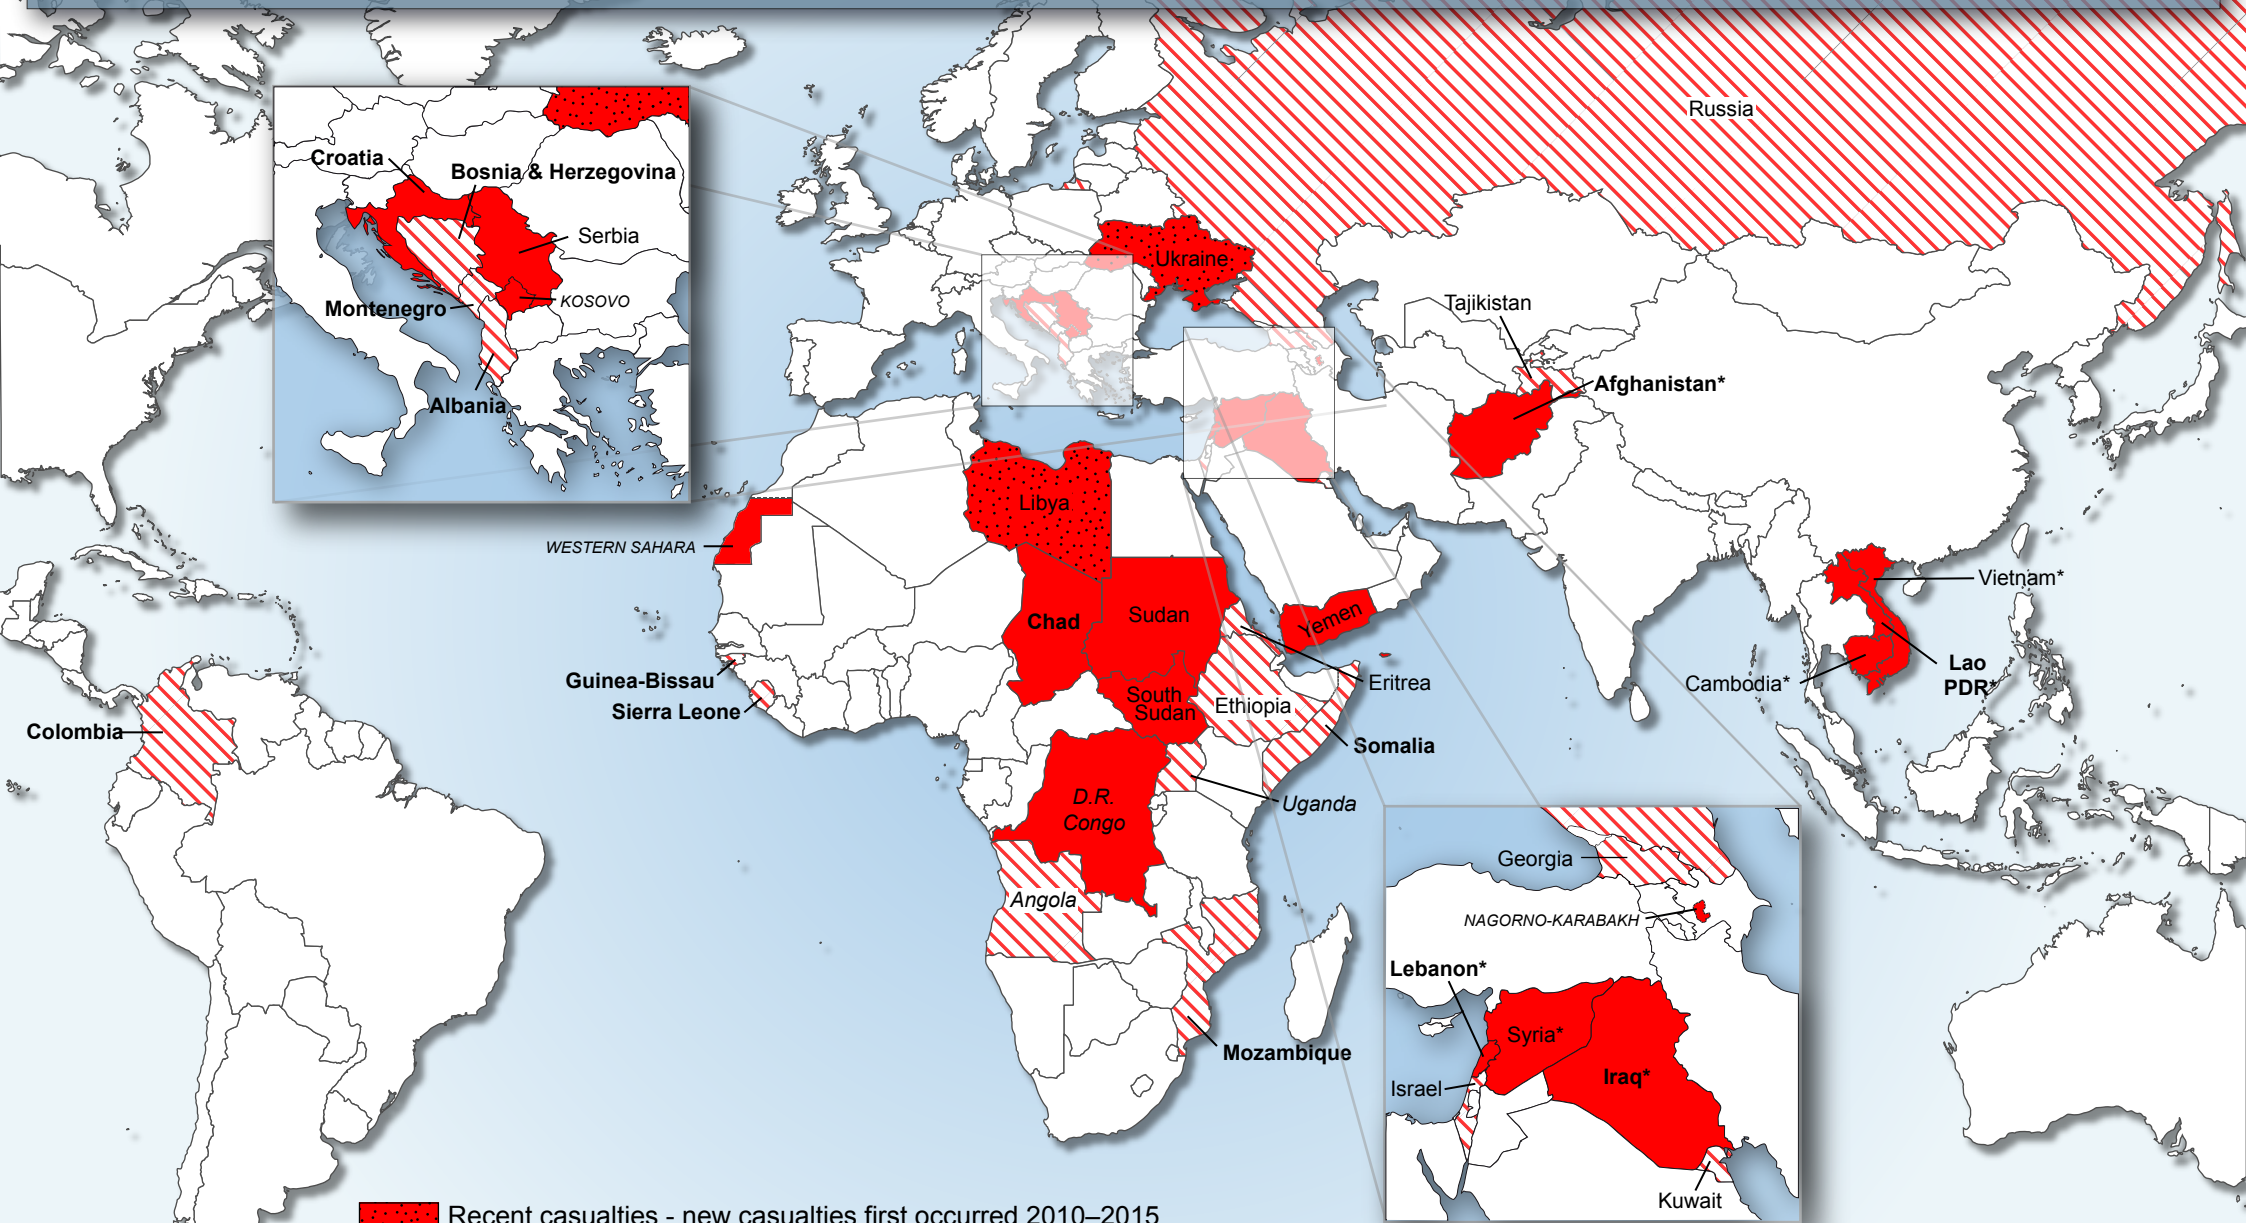 Russia
Croatia
Bosnia & Herzegovina
Serbia
KOSOVO
Montenegro
Albania
Ukraine
Tajikistan
Afghanistan*
Libya
WESTERN SAHARA
Chad
Sudan
Yemen
Vietnam*
Lao
PDR*
Cambodia*
Guinea-Bissau
Sierra Leone
Colombia
South
Sudan
Ethiopia
Eritrea
Somalia
D.R.
Congo
Uganda
Angola
Mozambique
Georgia
NAGORNO-KARABAKH
Lebanon*
Syria*
Israel
Iraq*
Kuwait
Recent casualties - new casualties first occurred 2010–2015